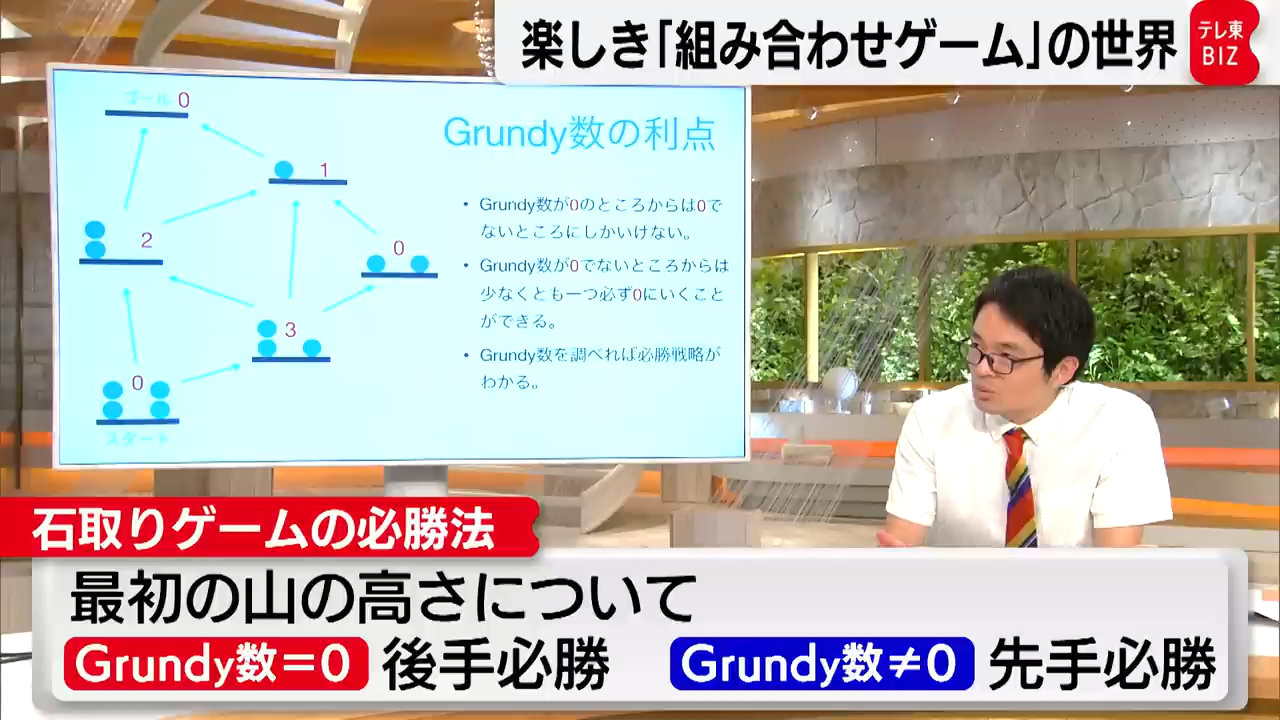 楽しき「組み合わせゲーム」の世界
テレ東
BIZ
ゴール 0
1
2
0
3
0
スタート
Grundy数の利点
・ Grundy数が0のところからは0で
ないところにしかいけない。
・ Grundy数が0でないところからは
少なくとも一つ必ず0にいくこと
ができる。
・ Grundy数を調べれば必勝戦略が
わかる。
石取りゲームの必勝法
最初の山の高さについて
Grundy数＝0 後手必勝 Grundy数≠0 先手必勝